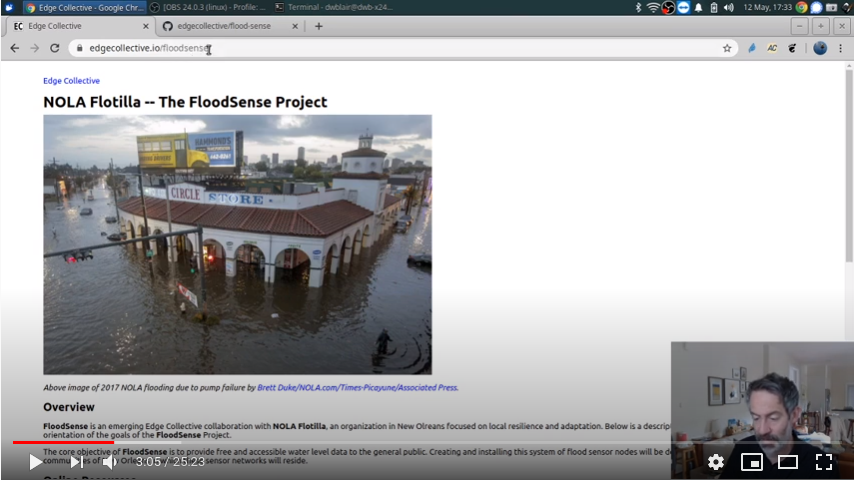 Edge Collective - Google Chr...
[OBS 24.0.3 (linux) - Profile: ...
Terminal - dwblair@dwb-x24...
12 May, 17:33
EC Edge Collective
edgecollective/flood-sense
edgecollective.io/floodsense
Edge Collective
NOLA Flotilla -- The FloodSense Project
HAMMONDS
CIRCLE STORE
Above image of 2017 NOLA flooding due to pump failure by Brett Duke/NOLA.com/Times-Picayune/Associated Press.
Overview
FloodSense is an emerging Edge Collective collaboration with NOLA Flotilla, an organization in New Orleans focused on local resilience and adaptation. Below is a descrip
orientation of the goals of the FloodSense Project.
The core objective of FloodSense is to provide free and accessible water level data to the general public. Creating and installing this system of flood sensor nodes will be de
sensor networks will reside.
3:05 / 25:23